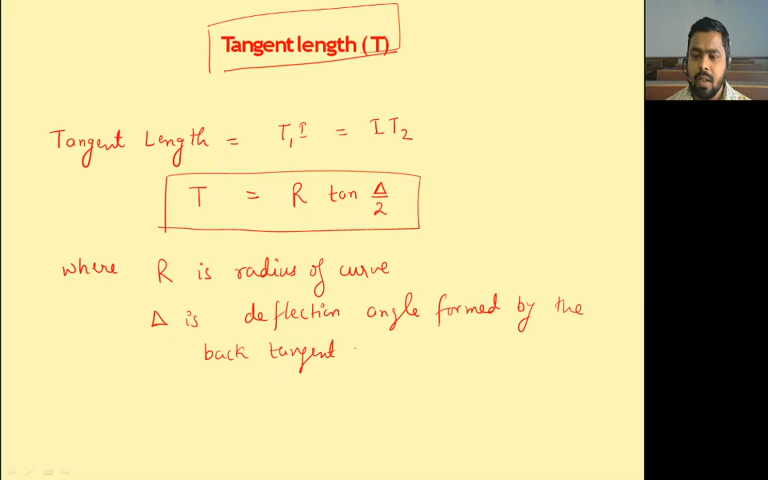 Tangent length (T)
Tangent Length = T₁I = IT₂
T = R tan Δ/2
where R is radius of curve
Δ is deflection angle formed by the
back tangent